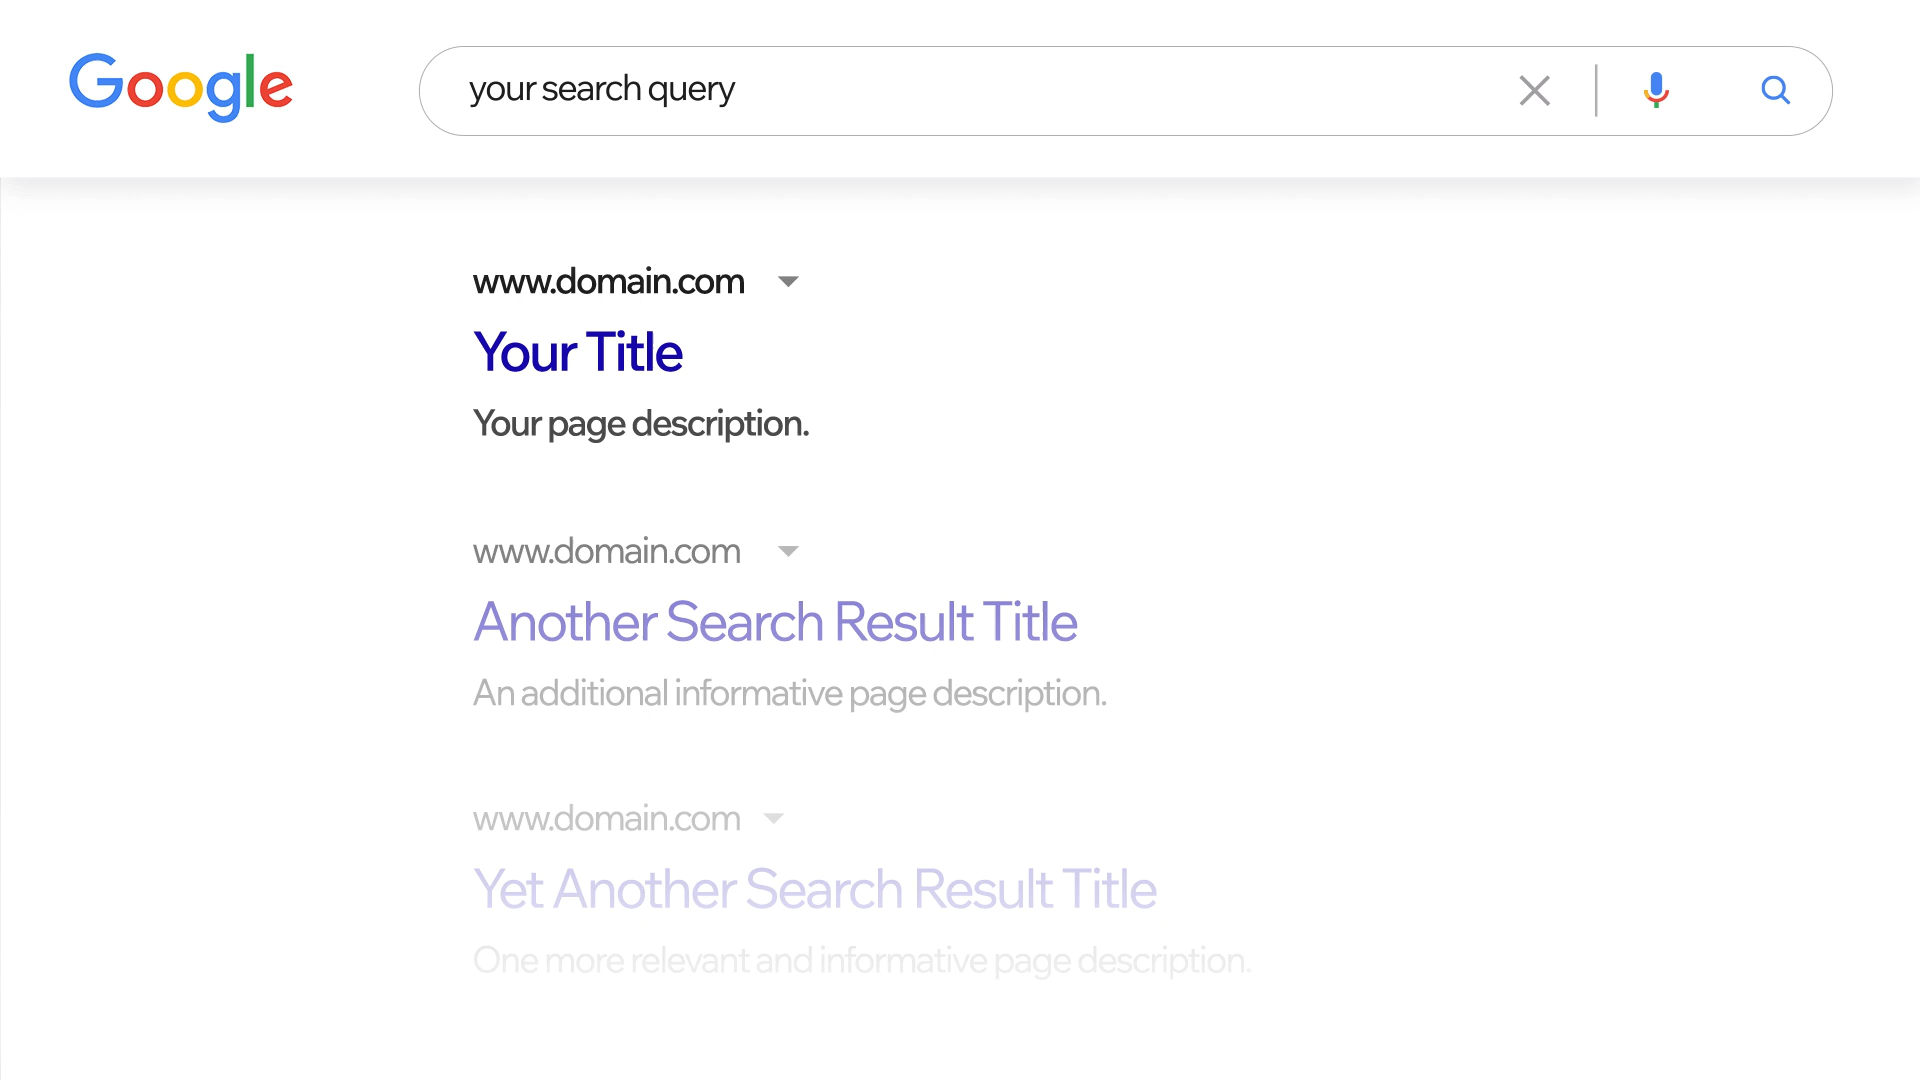 Google
your search query
www.domain.com
Your Title
Your page description.
www.domain.com
Another Search Result Title
An additional informative page description.
www.domain.com
Yet Another Search Result Title
One more relevant and informative page description.